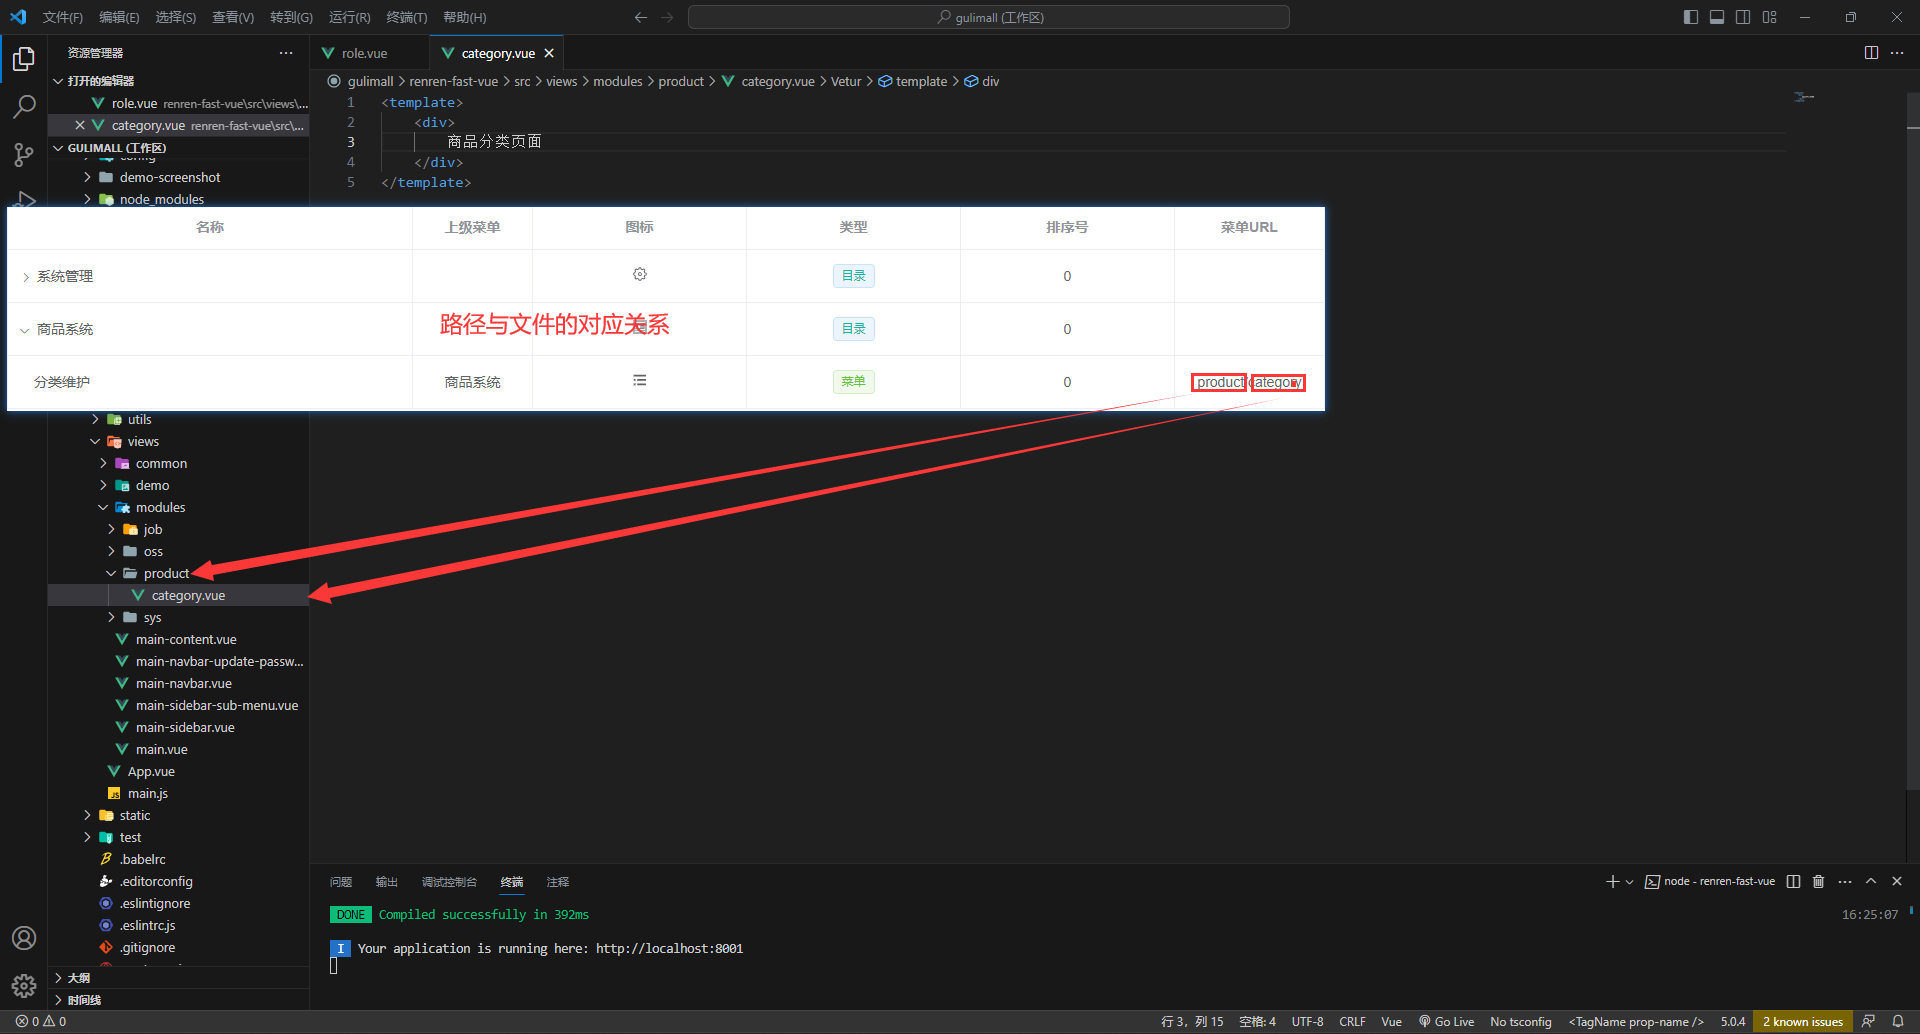 文件(F) 编辑(E) 选择(S) 查看(V) 转到(G) 运行(R) 终端(T) 帮助(H)
gulimall (工作区)
资源管理器
打开的编辑器
role.vue renren-fast-vue\src\views\...
category.vue renren-fast-vue\src\...
GULIMALL (工作区)
config
demo-screenshot
node_modules
role.vue
category.vue
gulimall > renren-fast-vue > src > views > modules > product > category.vue > Vetur > template > div
1 <template>
2 <div>
3 商品分类页面
4 </div>
5 </template>
名称 上级菜单 图标 类型 排序号 菜单URL
系统管理 目录 0
商品系统 目录 0
路径与文件的对应关系
分类维护 商品系统 菜单 0 product/category
utils
views
common
demo
modules
job
oss
product
category.vue
sys
main-content.vue
main-navbar-update-passw...
main-navbar.vue
main-sidebar-sub-menu.vue
main-sidebar.vue
main.vue
App.vue
JS main.js
static
test
.babelrc
.editorconfig
.eslintignore
.eslintrc.js
.gitignore
大纲
时间线
问题 输出 调试控制台 终端 注释
node - renren-fast-vue
DONE Compiled successfully in 392ms
16:25:07
I Your application is running here: http://localhost:8001
0 0
行 3，列 15 空格: 4 UTF-8 CRLF Vue Go Live No tsconfig <TagName prop-name /> 5.0.4 2 known issues